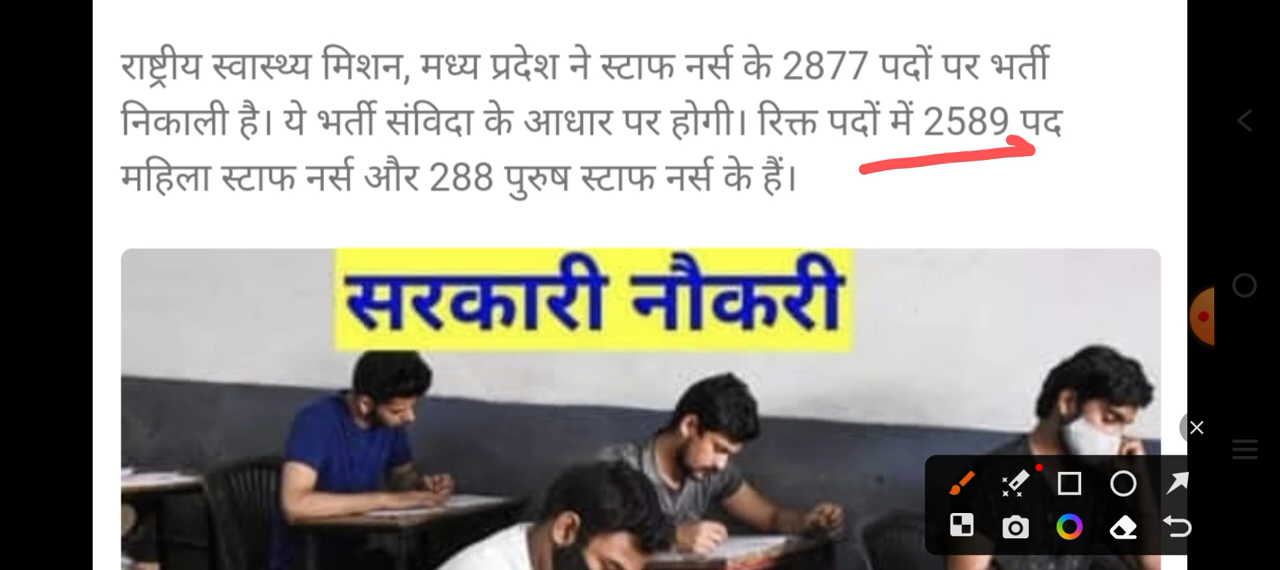 राष्ट्रीय स्वास्थ्य मिशन, मध्य प्रदेश ने स्टाफ नर्स के 2877 पदों पर भर्ती
निकाली है। ये भर्ती संविदा के आधार पर होगी। रिक्त पदों में 2589 पद
महिला स्टाफ नर्स और 288 पुरुष स्टाफ नर्स के हैं।
सरकारी नौकरी